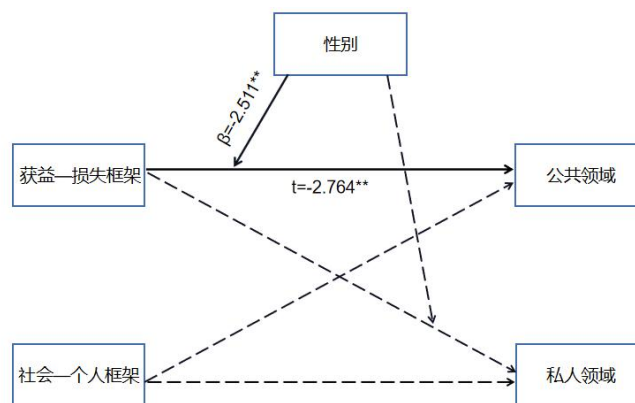 性别
β=-2.511**
获益—损失框架
公共领域
t=-2.764**
社会—个人框架
私人领域